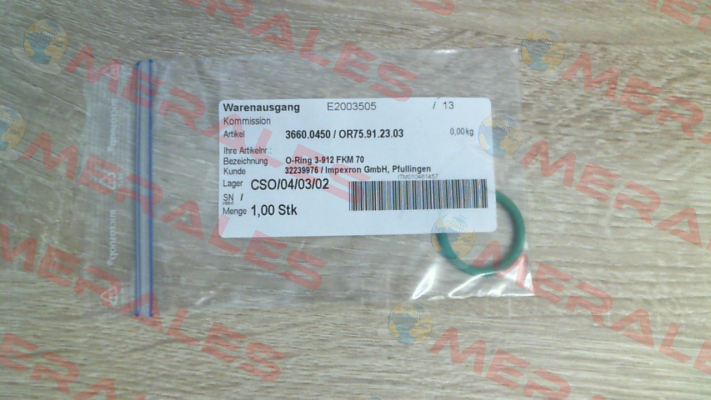 MERALES
Warenausgang E2003505 / 13
Kommission
Artikel 3660.0450 / OR75.91.23.03 0,00kg
Ihre Artikelnr :
Bezeichnung O-Ring 3-912 FKM 70
Kunde 32239976 / Impexron GmbH, Pfullingen
Lager CSO/04/03/02
SN /
Menge 1,00 Stk
MERALES
MERALES
MERALES